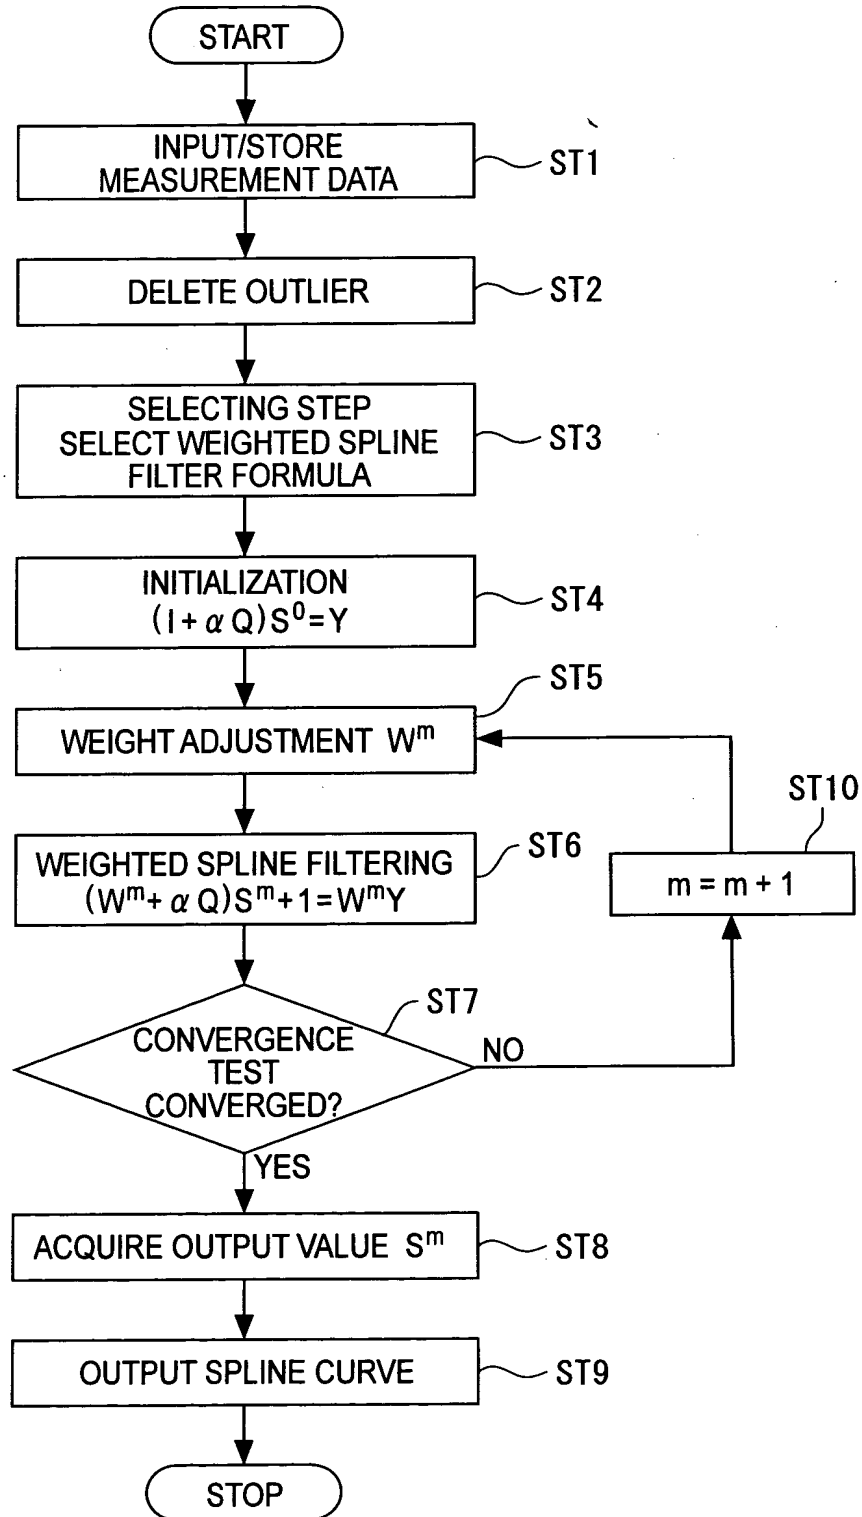 START
INPUT/STORE
MEASUREMENT DATA
ST1
DELETE OUTLIER
ST2
SELECTING STEP
SELECT WEIGHTED SPLINE
FILTER FORMULA
ST3
INITIALIZATION
(I+αQ)S⁰=Y
ST4
ST5
WEIGHT ADJUSTMENT Wᵐ
ST10
m = m + 1
WEIGHTED SPLINE FILTERING
(Wᵐ+αQ)Sᵐ+1=WᵐY
ST6
ST7
CONVERGENCE
TEST
CONVERGED?
NO
YES
ACQUIRE OUTPUT VALUE Sᵐ
ST8
OUTPUT SPLINE CURVE
ST9
STOP